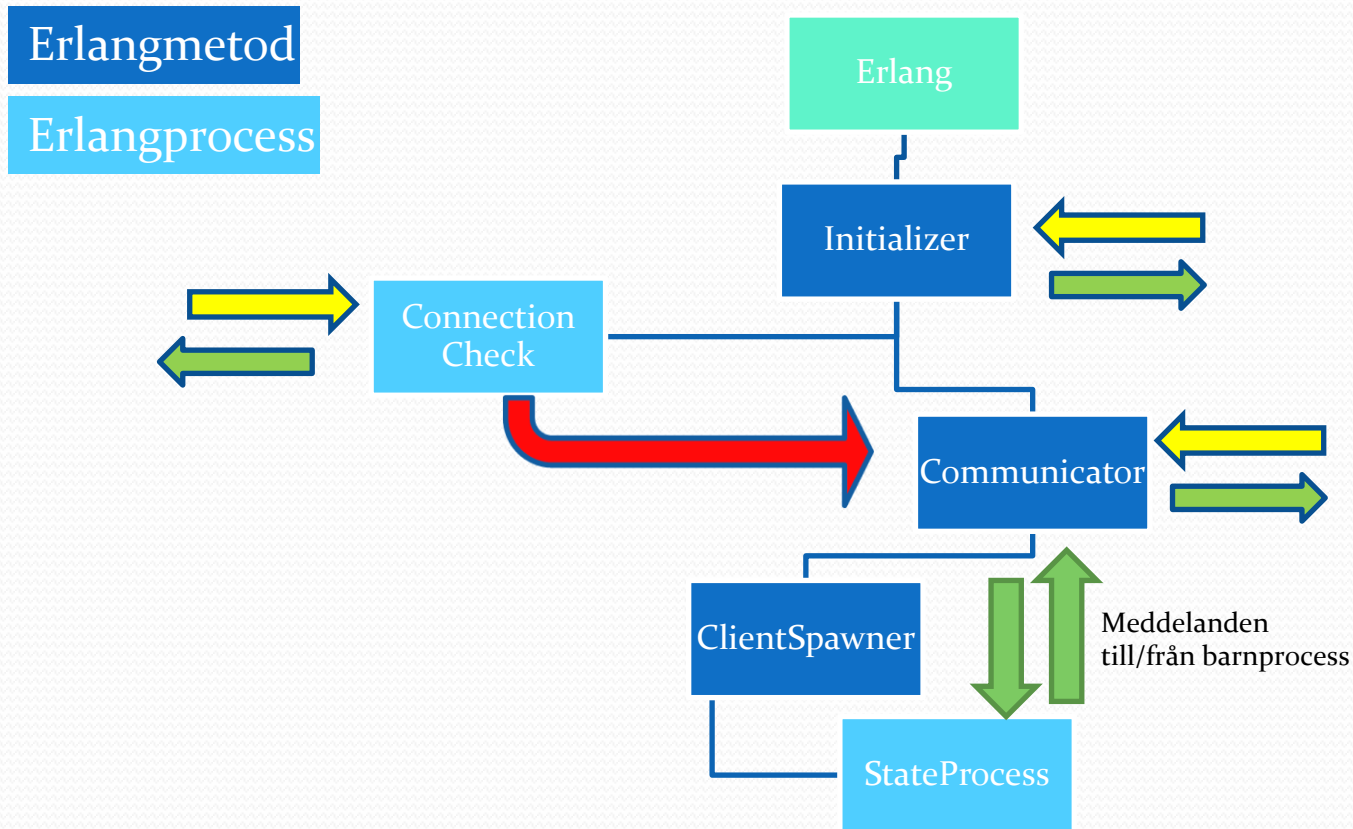 Erlangmetod
Erlangprocess
Erlang
Initializer
Connection
Check
Communicator
ClientSpawner
Meddelanden
till/från barnprocess
StateProcess